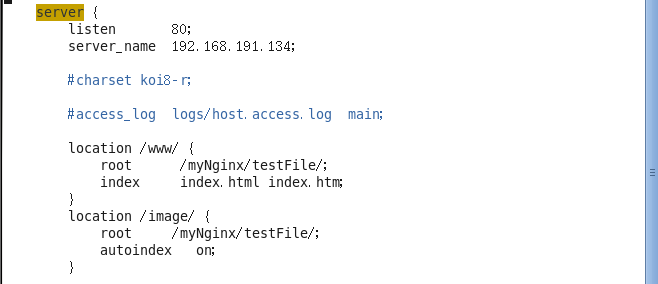 server {
    listen       80;
    server_name  192.168.191.134;

    #charset koi8-r;

    #access_log  logs/host.access.log  main;

    location /www/ {
        root      /myNginx/testFile/;
        index     index.html index.htm;
    }
    location /image/ {
        root     /myNginx/testFile/;
        autoindex   on;
    }